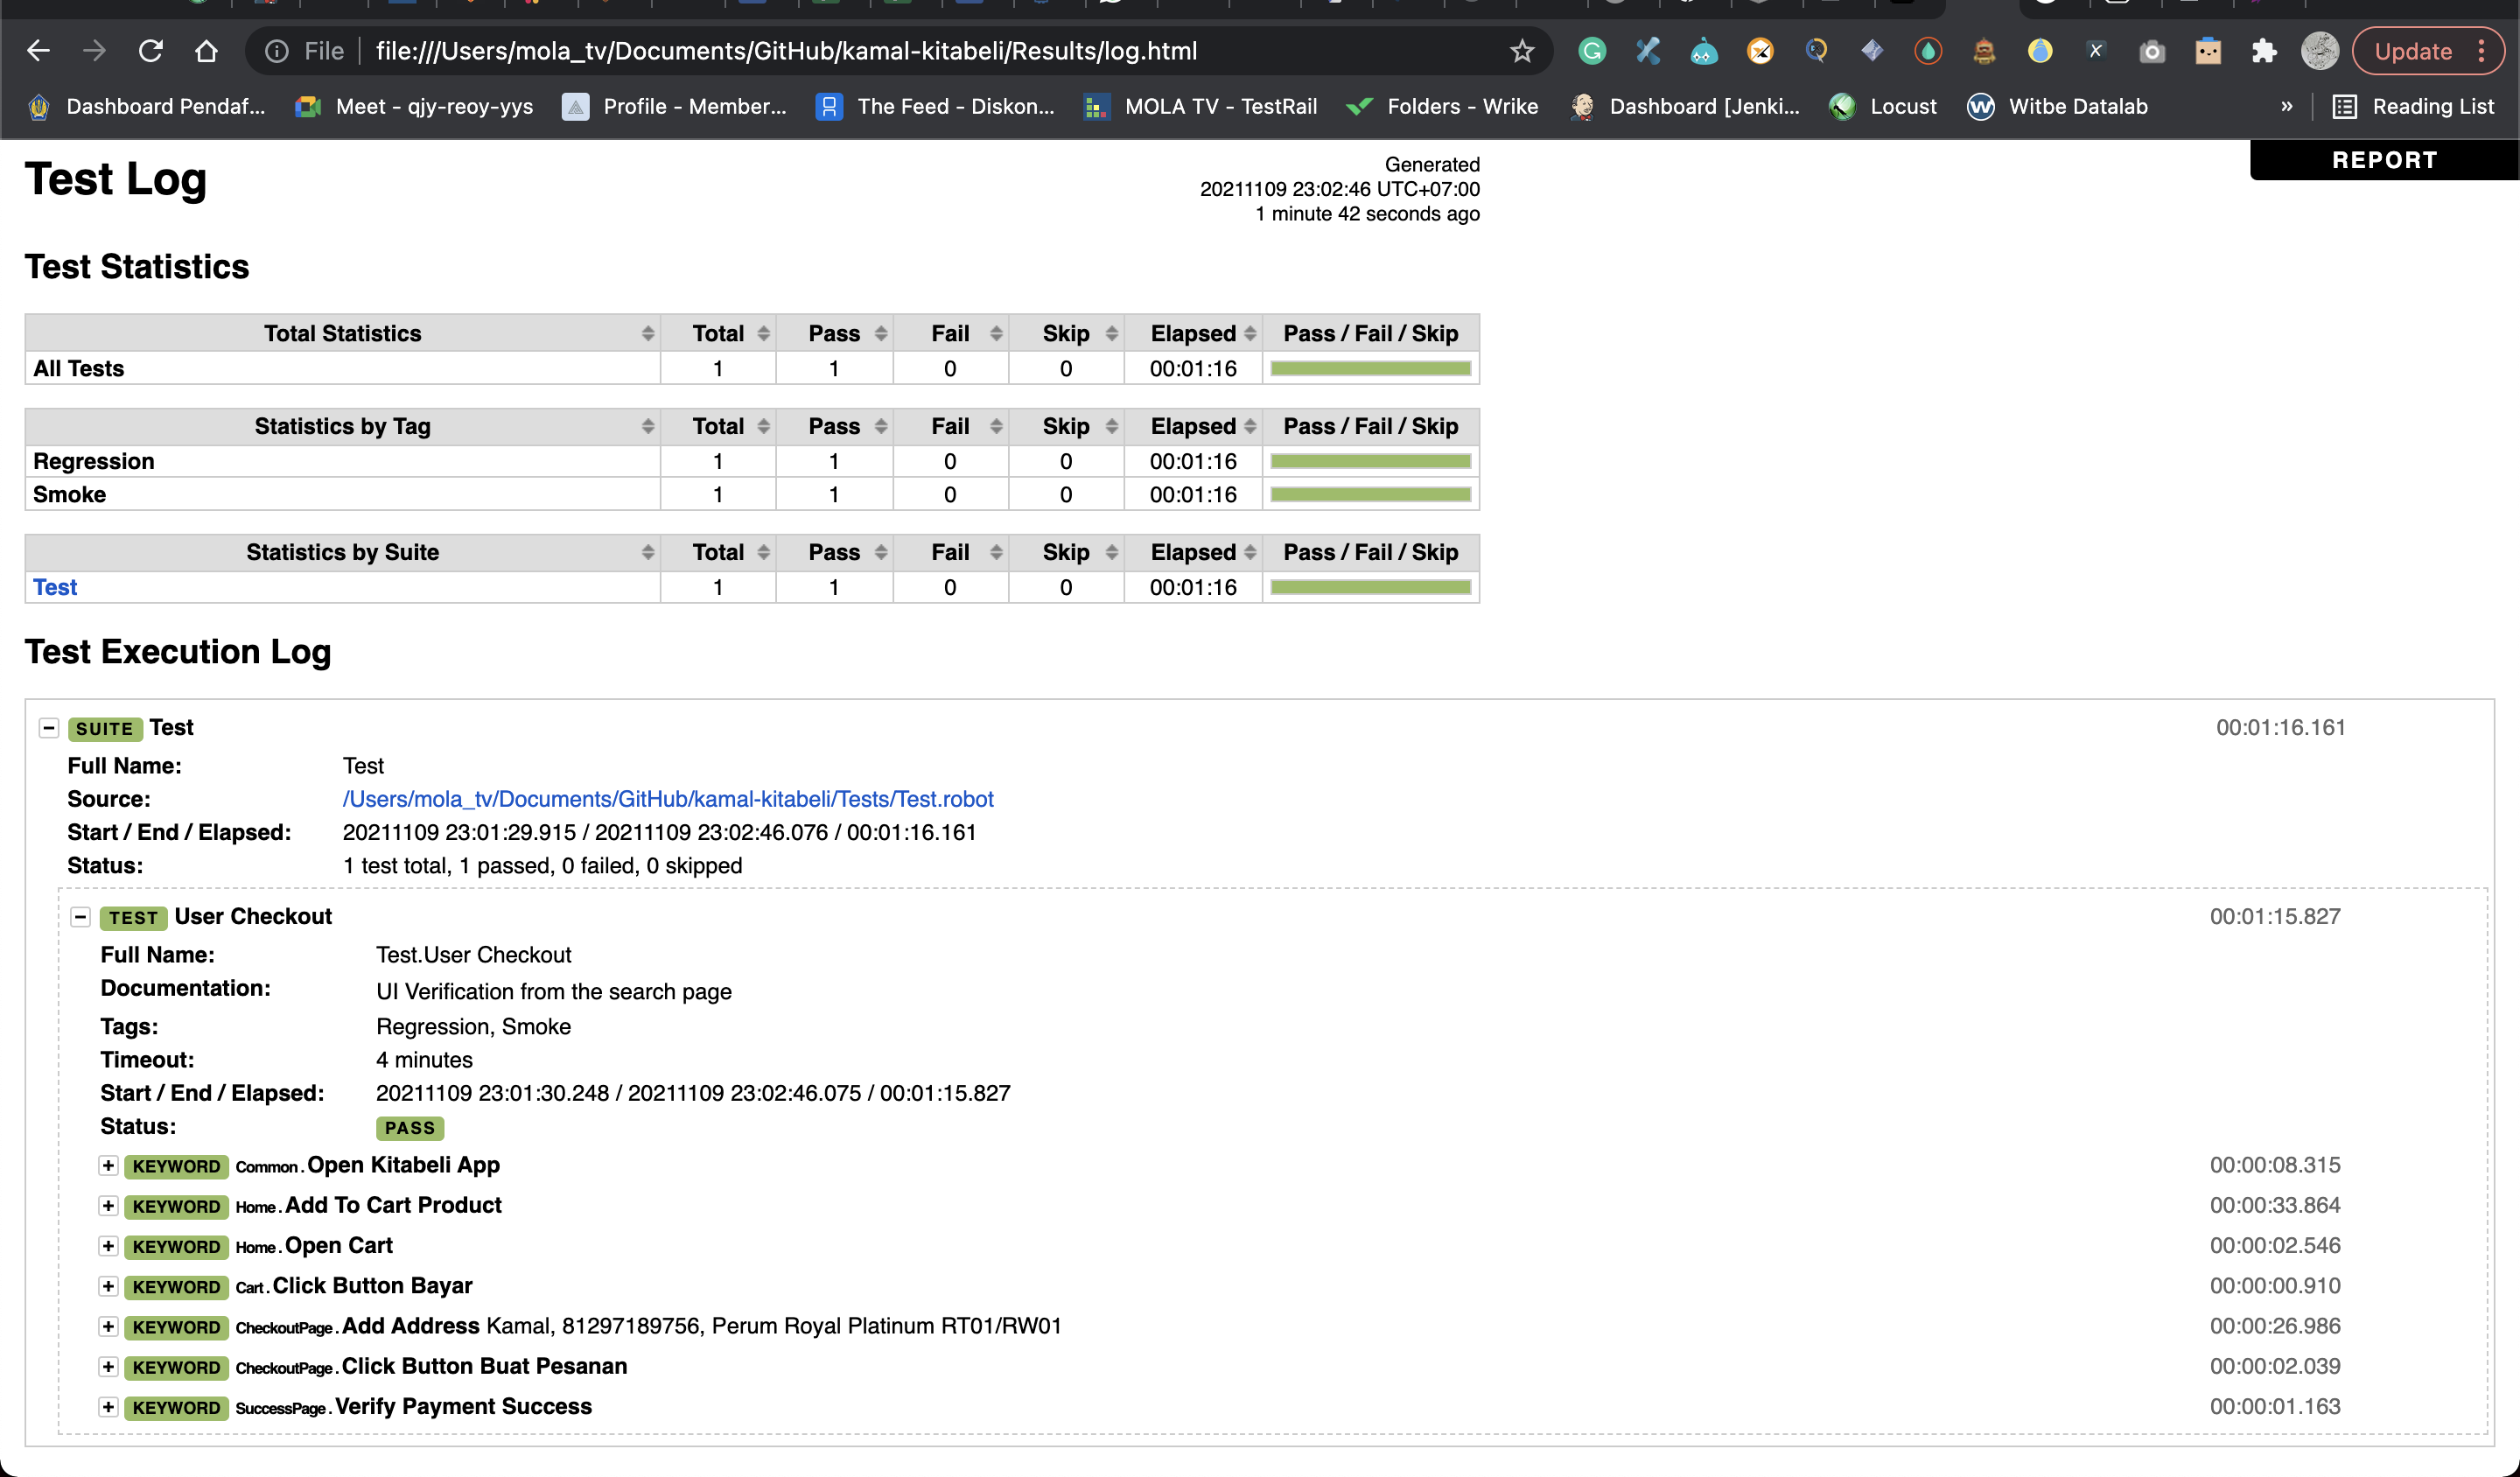 File file:///Users/mola_tv/Documents/GitHub/kamal-kitabeli/Results/log.html Update
Dashboard Pendaf... Meet - qjy-reoy-yys Profile - Member... The Feed - Diskon... MOLA TV - TestRail Folders - Wrike Dashboard [Jenki... Locust Witbe Datalab » Reading List
REPORT
Test Log
Generated
20211109 23:02:46 UTC+07:00
1 minute 42 seconds ago
Test Statistics
Total Statistics Total Pass Fail Skip Elapsed Pass / Fail / Skip
All Tests 1 1 0 0 00:01:16
Statistics by Tag Total Pass Fail Skip Elapsed Pass / Fail / Skip
Regression 1 1 0 0 00:01:16
Smoke 1 1 0 0 00:01:16
Statistics by Suite Total Pass Fail Skip Elapsed Pass / Fail / Skip
Test 1 1 0 0 00:01:16
Test Execution Log
- SUITE Test 00:01:16.161
Full Name: Test
Source: /Users/mola_tv/Documents/GitHub/kamal-kitabeli/Tests/Test.robot
Start / End / Elapsed: 20211109 23:01:29.915 / 20211109 23:02:46.076 / 00:01:16.161
Status: 1 test total, 1 passed, 0 failed, 0 skipped
- TEST User Checkout 00:01:15.827
Full Name: Test.User Checkout
Documentation: UI Verification from the search page
Tags: Regression, Smoke
Timeout: 4 minutes
Start / End / Elapsed: 20211109 23:01:30.248 / 20211109 23:02:46.075 / 00:01:15.827
Status: PASS
+ KEYWORD Common.Open Kitabeli App 00:00:08.315
+ KEYWORD Home.Add To Cart Product 00:00:33.864
+ KEYWORD Home.Open Cart 00:00:02.546
+ KEYWORD Cart.Click Button Bayar 00:00:00.910
+ KEYWORD CheckoutPage.Add Address Kamal, 81297189756, Perum Royal Platinum RT01/RW01 00:00:26.986
+ KEYWORD CheckoutPage.Click Button Buat Pesanan 00:00:02.039
+ KEYWORD SuccessPage.Verify Payment Success 00:00:01.163